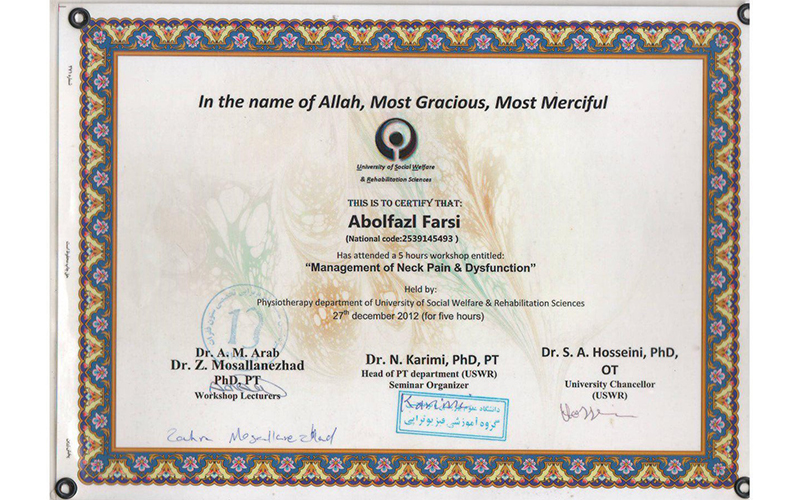 In the name of Allah, Most Gracious, Most Merciful
University of Social Welfare
& Rehabilitation Sciences
THIS IS TO CERTIFY THAT:
Abolfazl Farsi
(National code:2539145493 )
Has attended a 5 hours workshop entitled:
“Management of Neck Pain & Dysfunction”
Held by:
Physiotherapy department of University of Social Welfare & Rehabilitation Sciences
27th december 2012 (for five hours)
13
Dr. A. M. Arab
Dr. Z. Mosallanezhad
PhD, PT
Workshop Lecturers
Zahra Mosallanezhad
Dr. N. Karimi, PhD, PT
Head of PT department (USWR)
Seminar Organizer
Karimi
گروه آموزشی فیزیوتراپی
Dr. S. A. Hosseini, PhD,
OT
University Chancellor
(USWR)